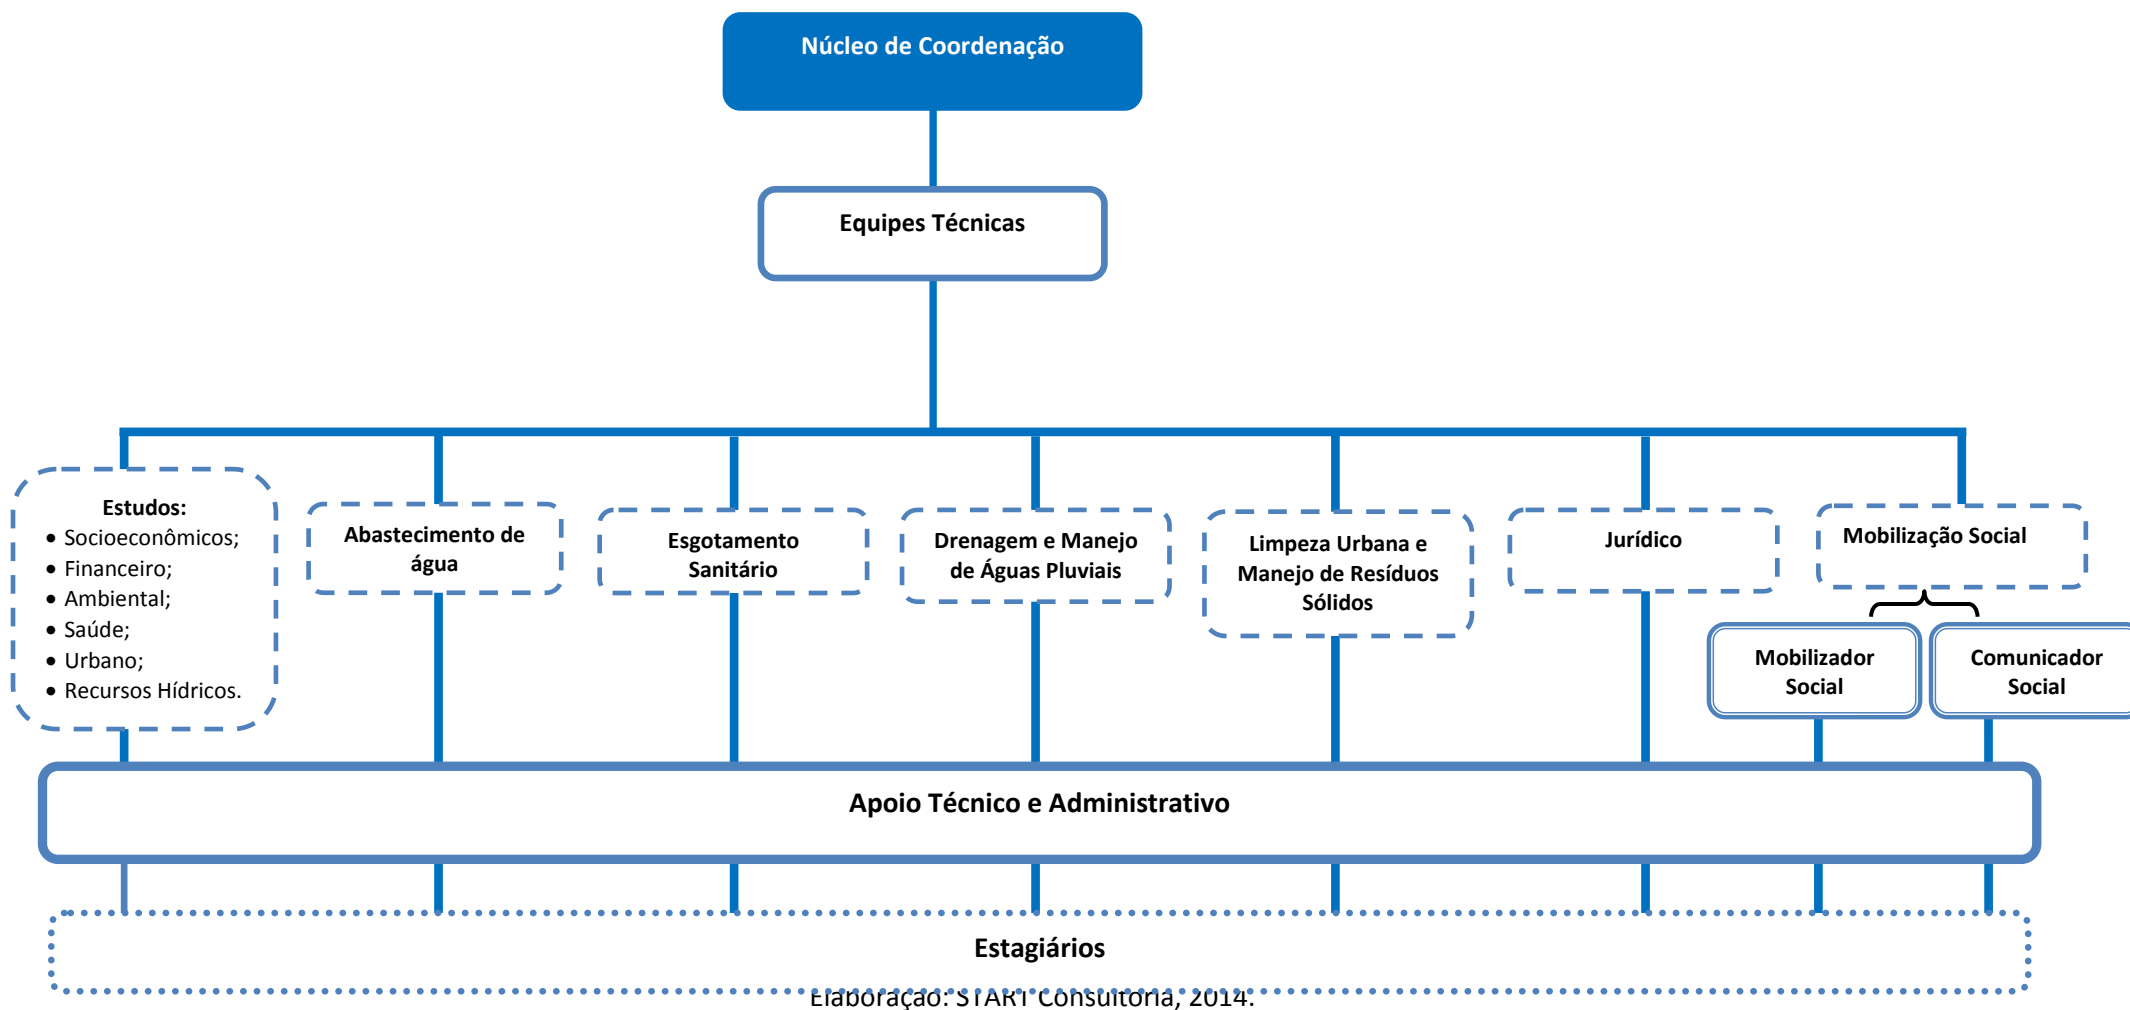 Núcleo de Coordenação
Equipes Técnicas
Estudos:
• Socioeconômicos;
• Financeiro;
• Ambiental;
• Saúde;
• Urbano;
• Recursos Hídricos.
Abastecimento de
água
Esgotamento
Sanitário
Drenagem e Manejo
de Águas Pluviais
Limpeza Urbana e
Manejo de Resíduos
Sólidos
Jurídico
Mobilização Social
Mobilizador
Social
Comunicador
Social
Apoio Técnico e Administrativo
Estagiários
Elaboração: START Consultoria, 2014.